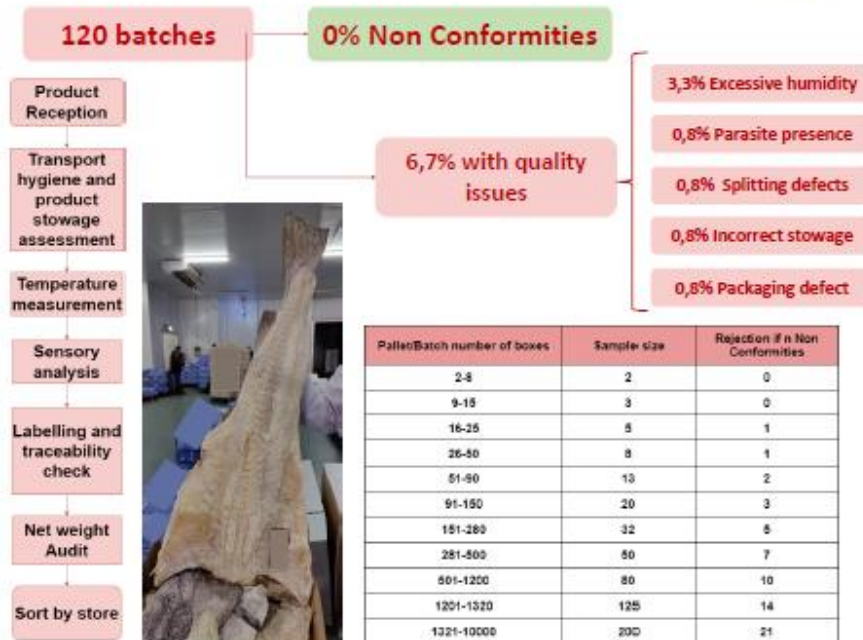 120 batches
0% Non Conformities
Product
Reception
Transport
hygiene and
product
stowage
assessment
Temperature
measurement
Sensory
analysis
Labelling and
traceability
check
Net weight
Audit
Sort by store
6,7% with quality
issues
3,3% Excessive humidity
0,8% Parasite presence
0,8% Splitting defects
0,8% Incorrect stowage
0,8% Packaging defect
Pallet/Batch number of boxes Sample size Rejection if n Non
Conformities
2-8 2 0
9-15 3 0
16-25 5 1
26-50 8 1
51-90 13 2
91-150 20 3
151-280 32 5
281-500 50 7
501-1200 80 10
1201-1320 125 14
1321-10000 200 21